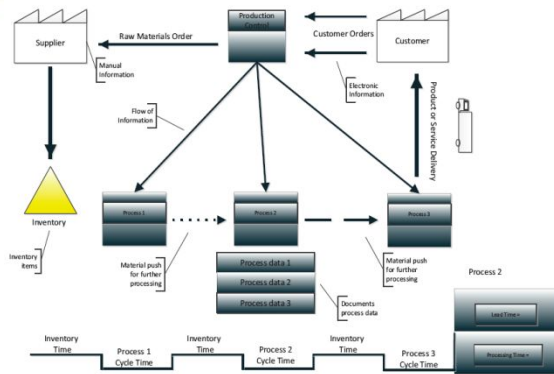 Production
Control
Supplier
Raw Materials Order
Customer Orders
Customer
Manual
Information
Electronic
Information
Flow of
Information
Product or Service Delivery
Process 1
Process 2
Process 3
Inventory
Inventory
items
Material push
for further
processing
Process data 1
Process data 2
Process data 3
Documents
process data
Material push
for further
processing
Process 2
Lead Time =
Processing Time =
Inventory
Time
Process 1
Cycle Time
Inventory
Time
Process 2
Cycle Time
Inventory
Time
Process 3
Cycle Time